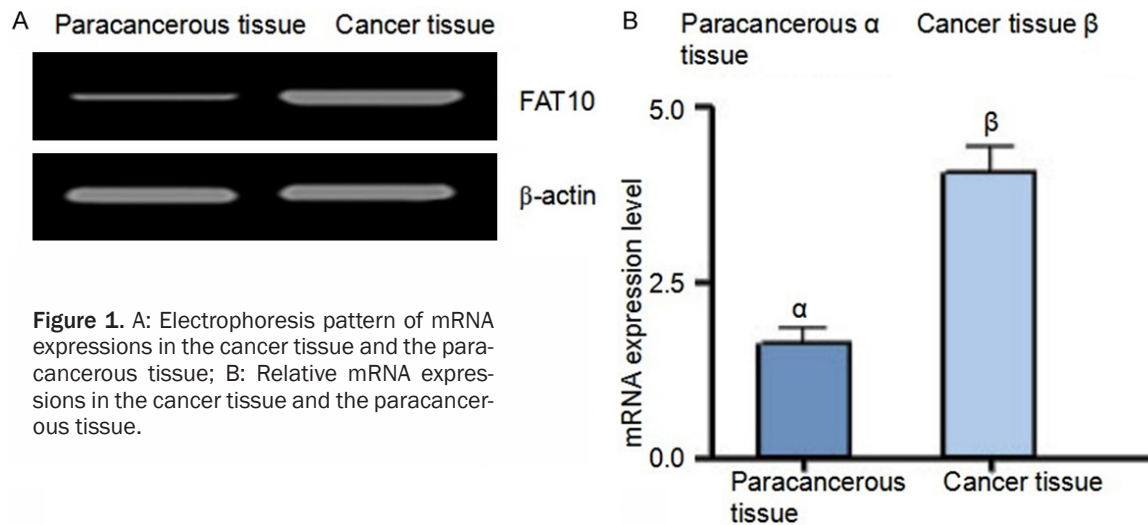 A
Paracancerous tissue
Cancer tissue
FAT10
β-actin
Figure 1. A: Electrophoresis pattern of mRNA
expressions in the cancer tissue and the para-
cancerous tissue; B: Relative mRNA expres-
sions in the cancer tissue and the paracancer-
ous tissue.
B
Paracancerous α
tissue
Cancer tissue β
mRNA expression level
5.0
2.5
0.0
α
β
Paracancerous
tissue
Cancer tissue